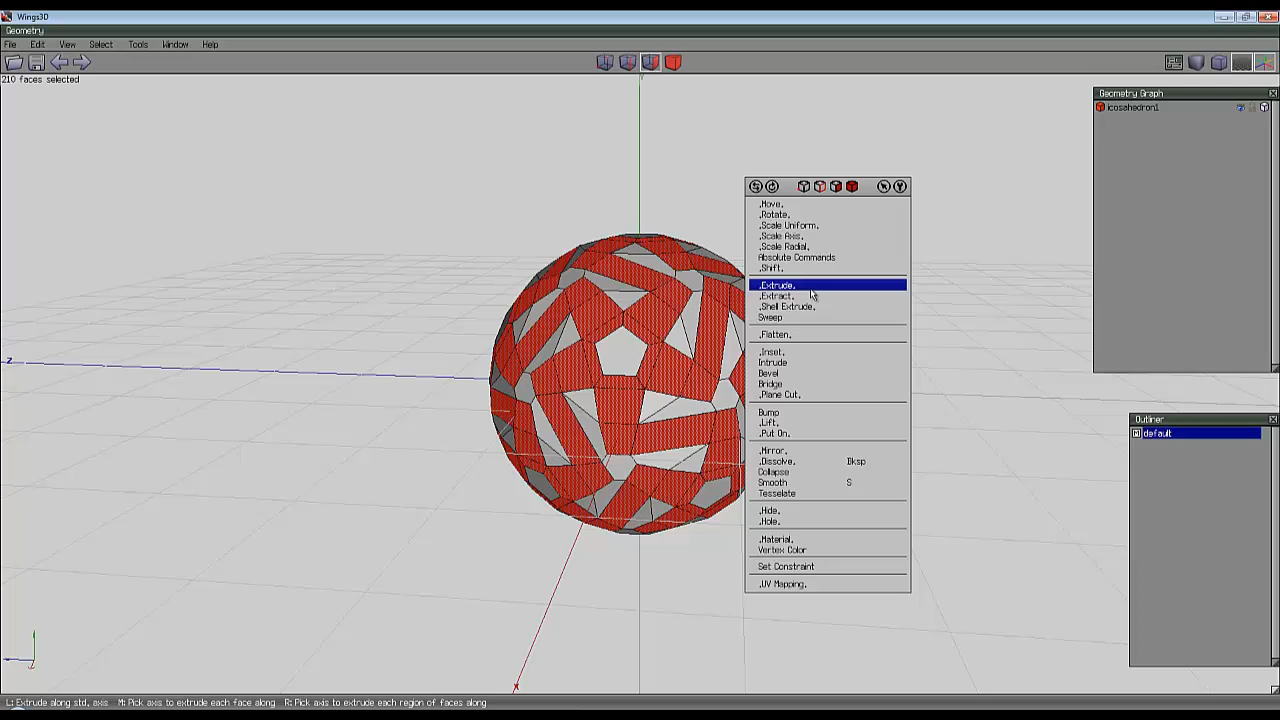 Wings3D
Geometry
File Edit View Select Tools Window Help
210 faces selected
Geometry Graph
icosahedron1
.Move.
.Rotate.
.Scale Uniform.
.Scale Axis.
.Scale Radial.
Absolute Commands
.Shift.
.Extrude.
.Extract.
.Shell Extrude.
Sweep
.Flatten.
.Inset.
Intrude
Bevel
Bridge
.Plane Cut.
Bump
.Lift.
.Put On.
.Mirror.
.Dissolve. Bksp
Collapse
Smooth S
Tesselate
.Hide.
.Hole.
.Material.
Vertex Color
Set Constraint
.UV Mapping.
Outliner
M default
Y
Z
X
L: Extrude along std. axis M: Pick axis to extrude each face along R: Pick axis to extrude each region of faces along